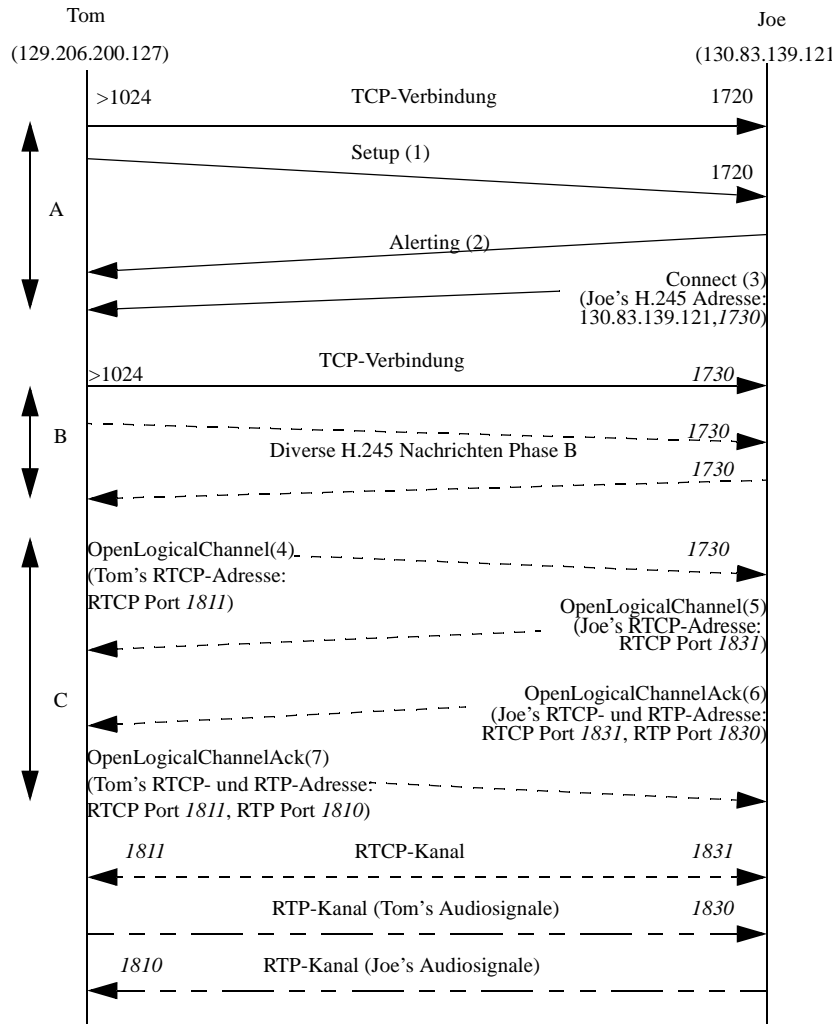 Tom
Joe
(129.206.200.127)
(130.83.139.121
>1024
TCP-Verbindung
1720
Setup (1)
1720
A
Alerting (2)
Connect (3)
(Joe's H.245 Adresse:
130.83.139.121,1730)
TCP-Verbindung
>1024
1730
B
1730
Diverse H.245 Nachrichten Phase B
1730
OpenLogicalChannel(4)
1730
(Tom's RTCP-Adresse:
RTCP Port 1811)
OpenLogicalChannel(5)
(Joe's RTCP-Adresse:
RTCP Port 1831)
C
OpenLogicalChannelAck(6)
(Joe's RTCP- und RTP-Adresse:
RTCP Port 1831, RTP Port 1830)
OpenLogicalChannelAck(7)
(Tom's RTCP- und RTP-Adresse:
RTCP Port 1811, RTP Port 1810)
1811
RTCP-Kanal
1831
RTP-Kanal (Tom's Audiosignale)
1830
1810
RTP-Kanal (Joe's Audiosignale)